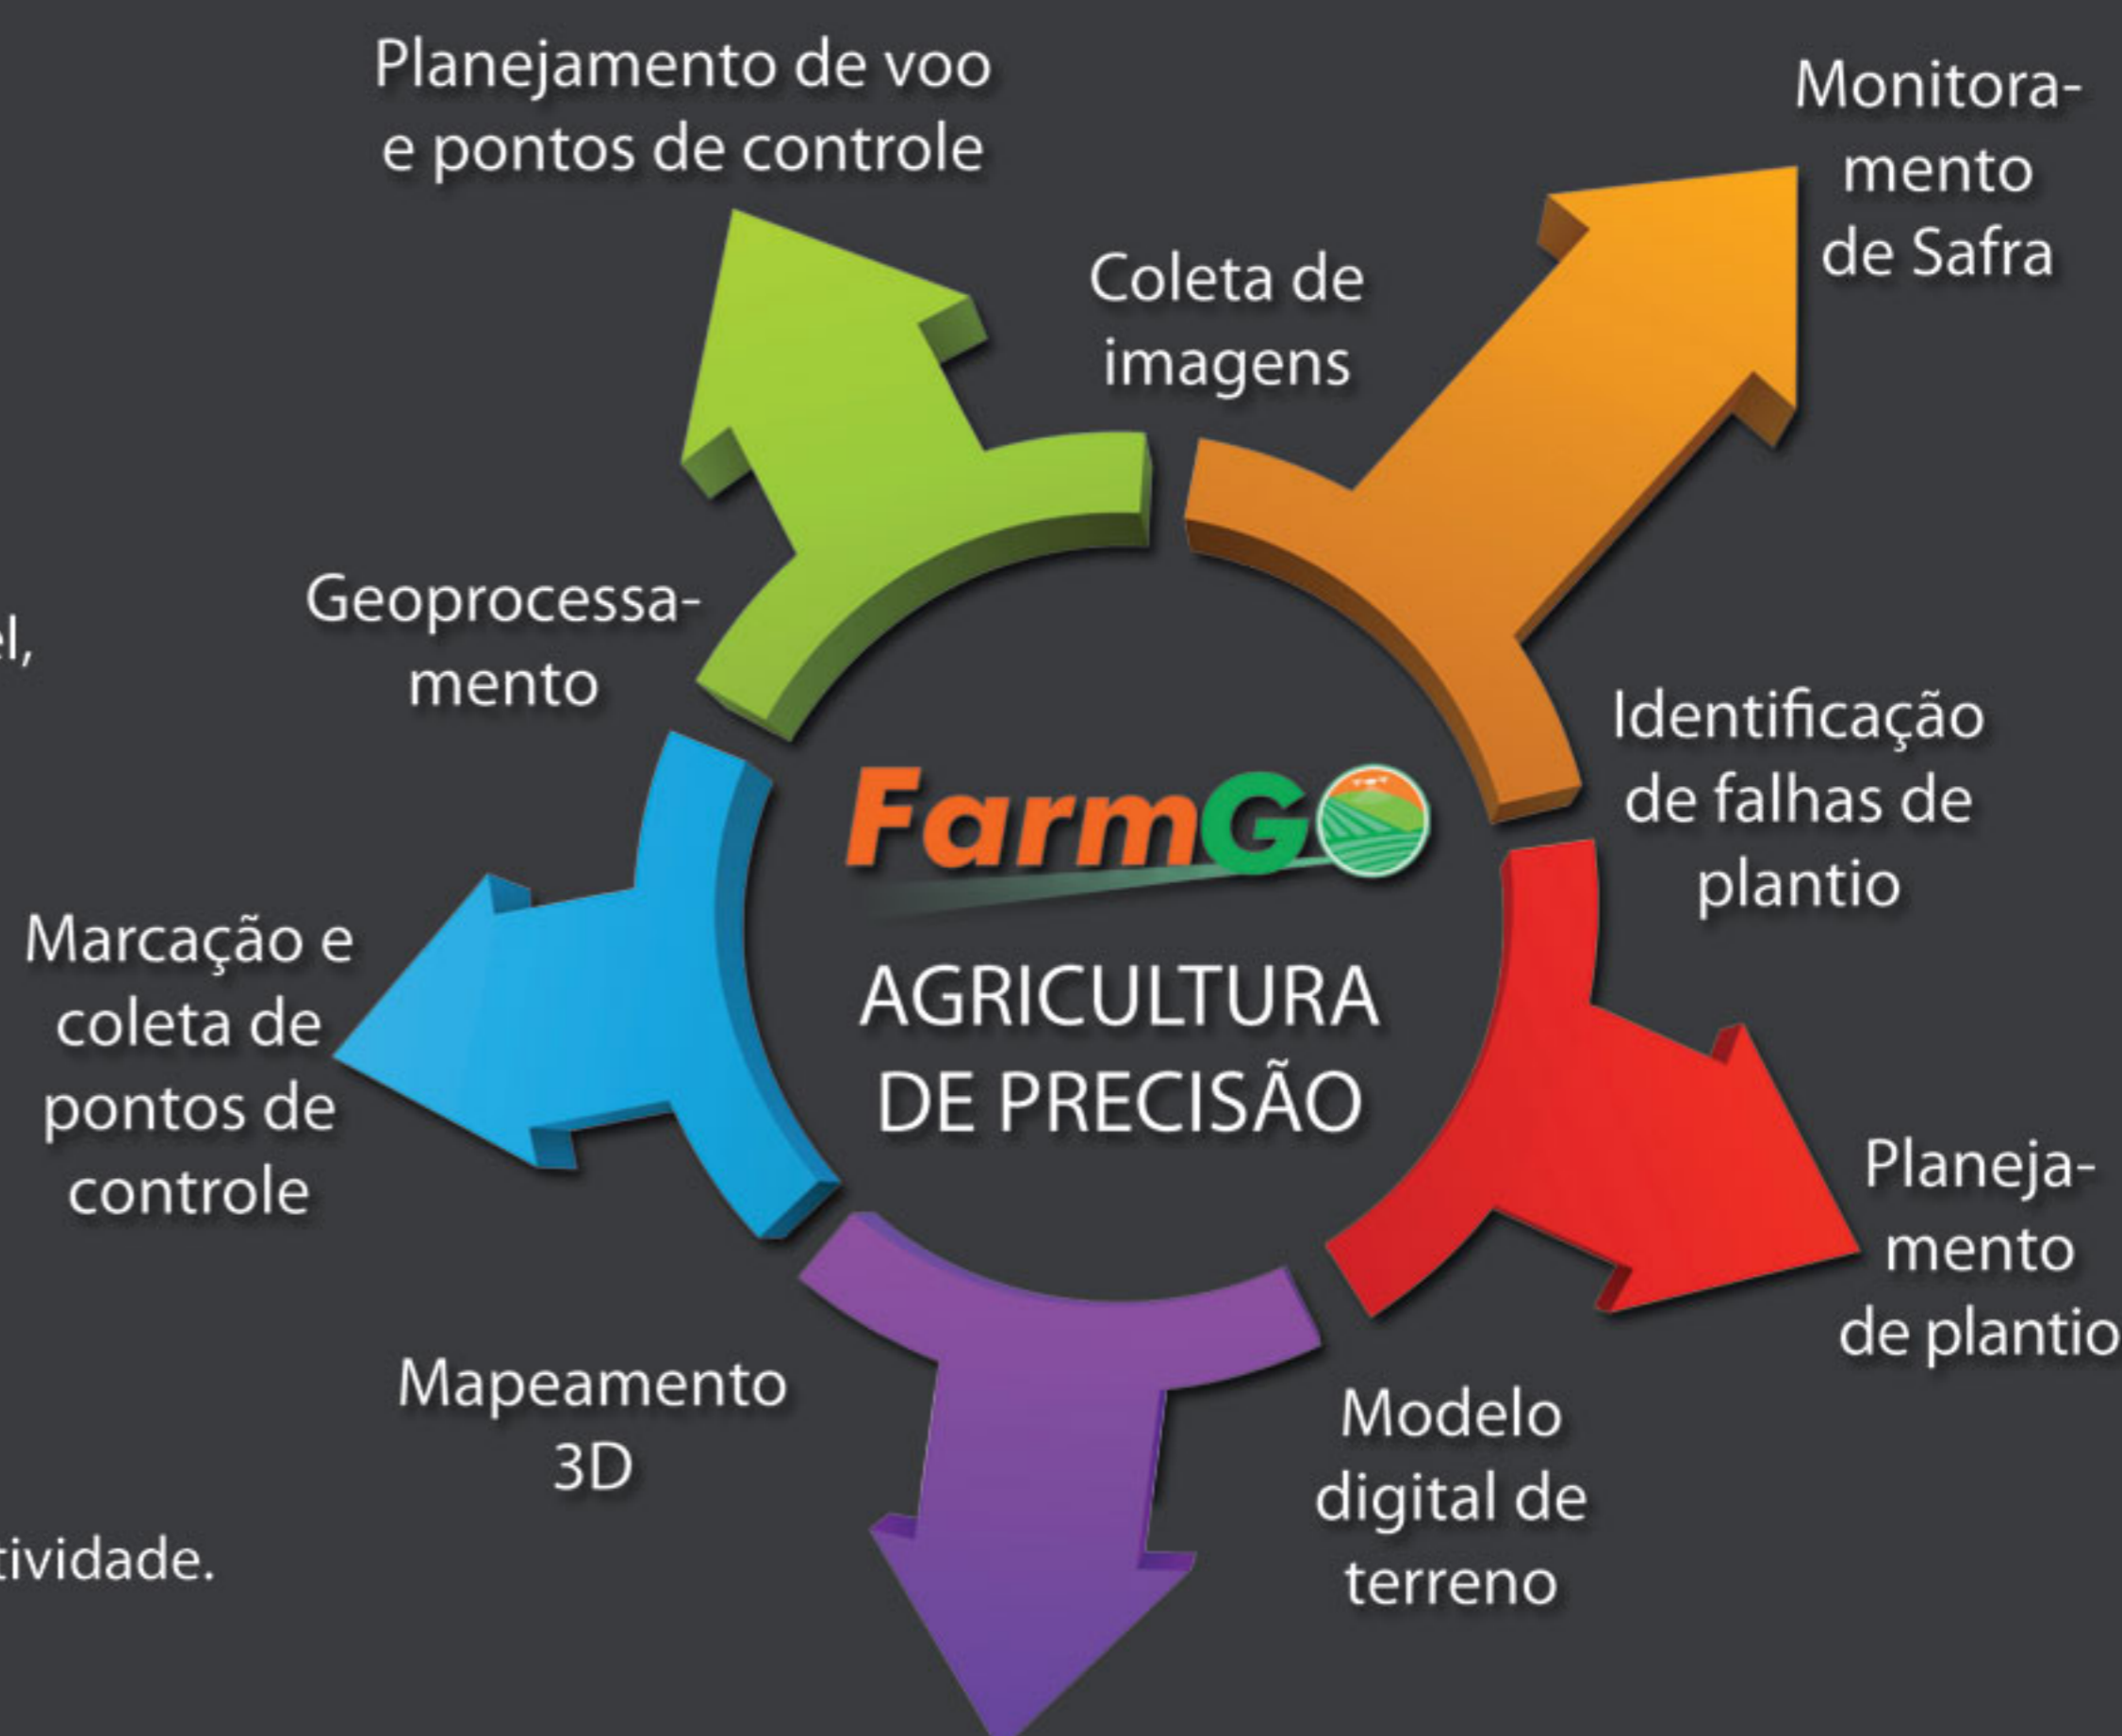 Planejamento de voo
e pontos de controle
Monitora-
mento
de Safra
Coleta de
imagens
Geoprocessa-
mento
Identificação
de falhas de
plantio
FarmGO
AGRICULTURA
DE PRECISÃO
Marcação e
coleta de
pontos de
controle
Planeja-
mento
de plantio
Mapeamento
3D
Modelo
digital de
terreno